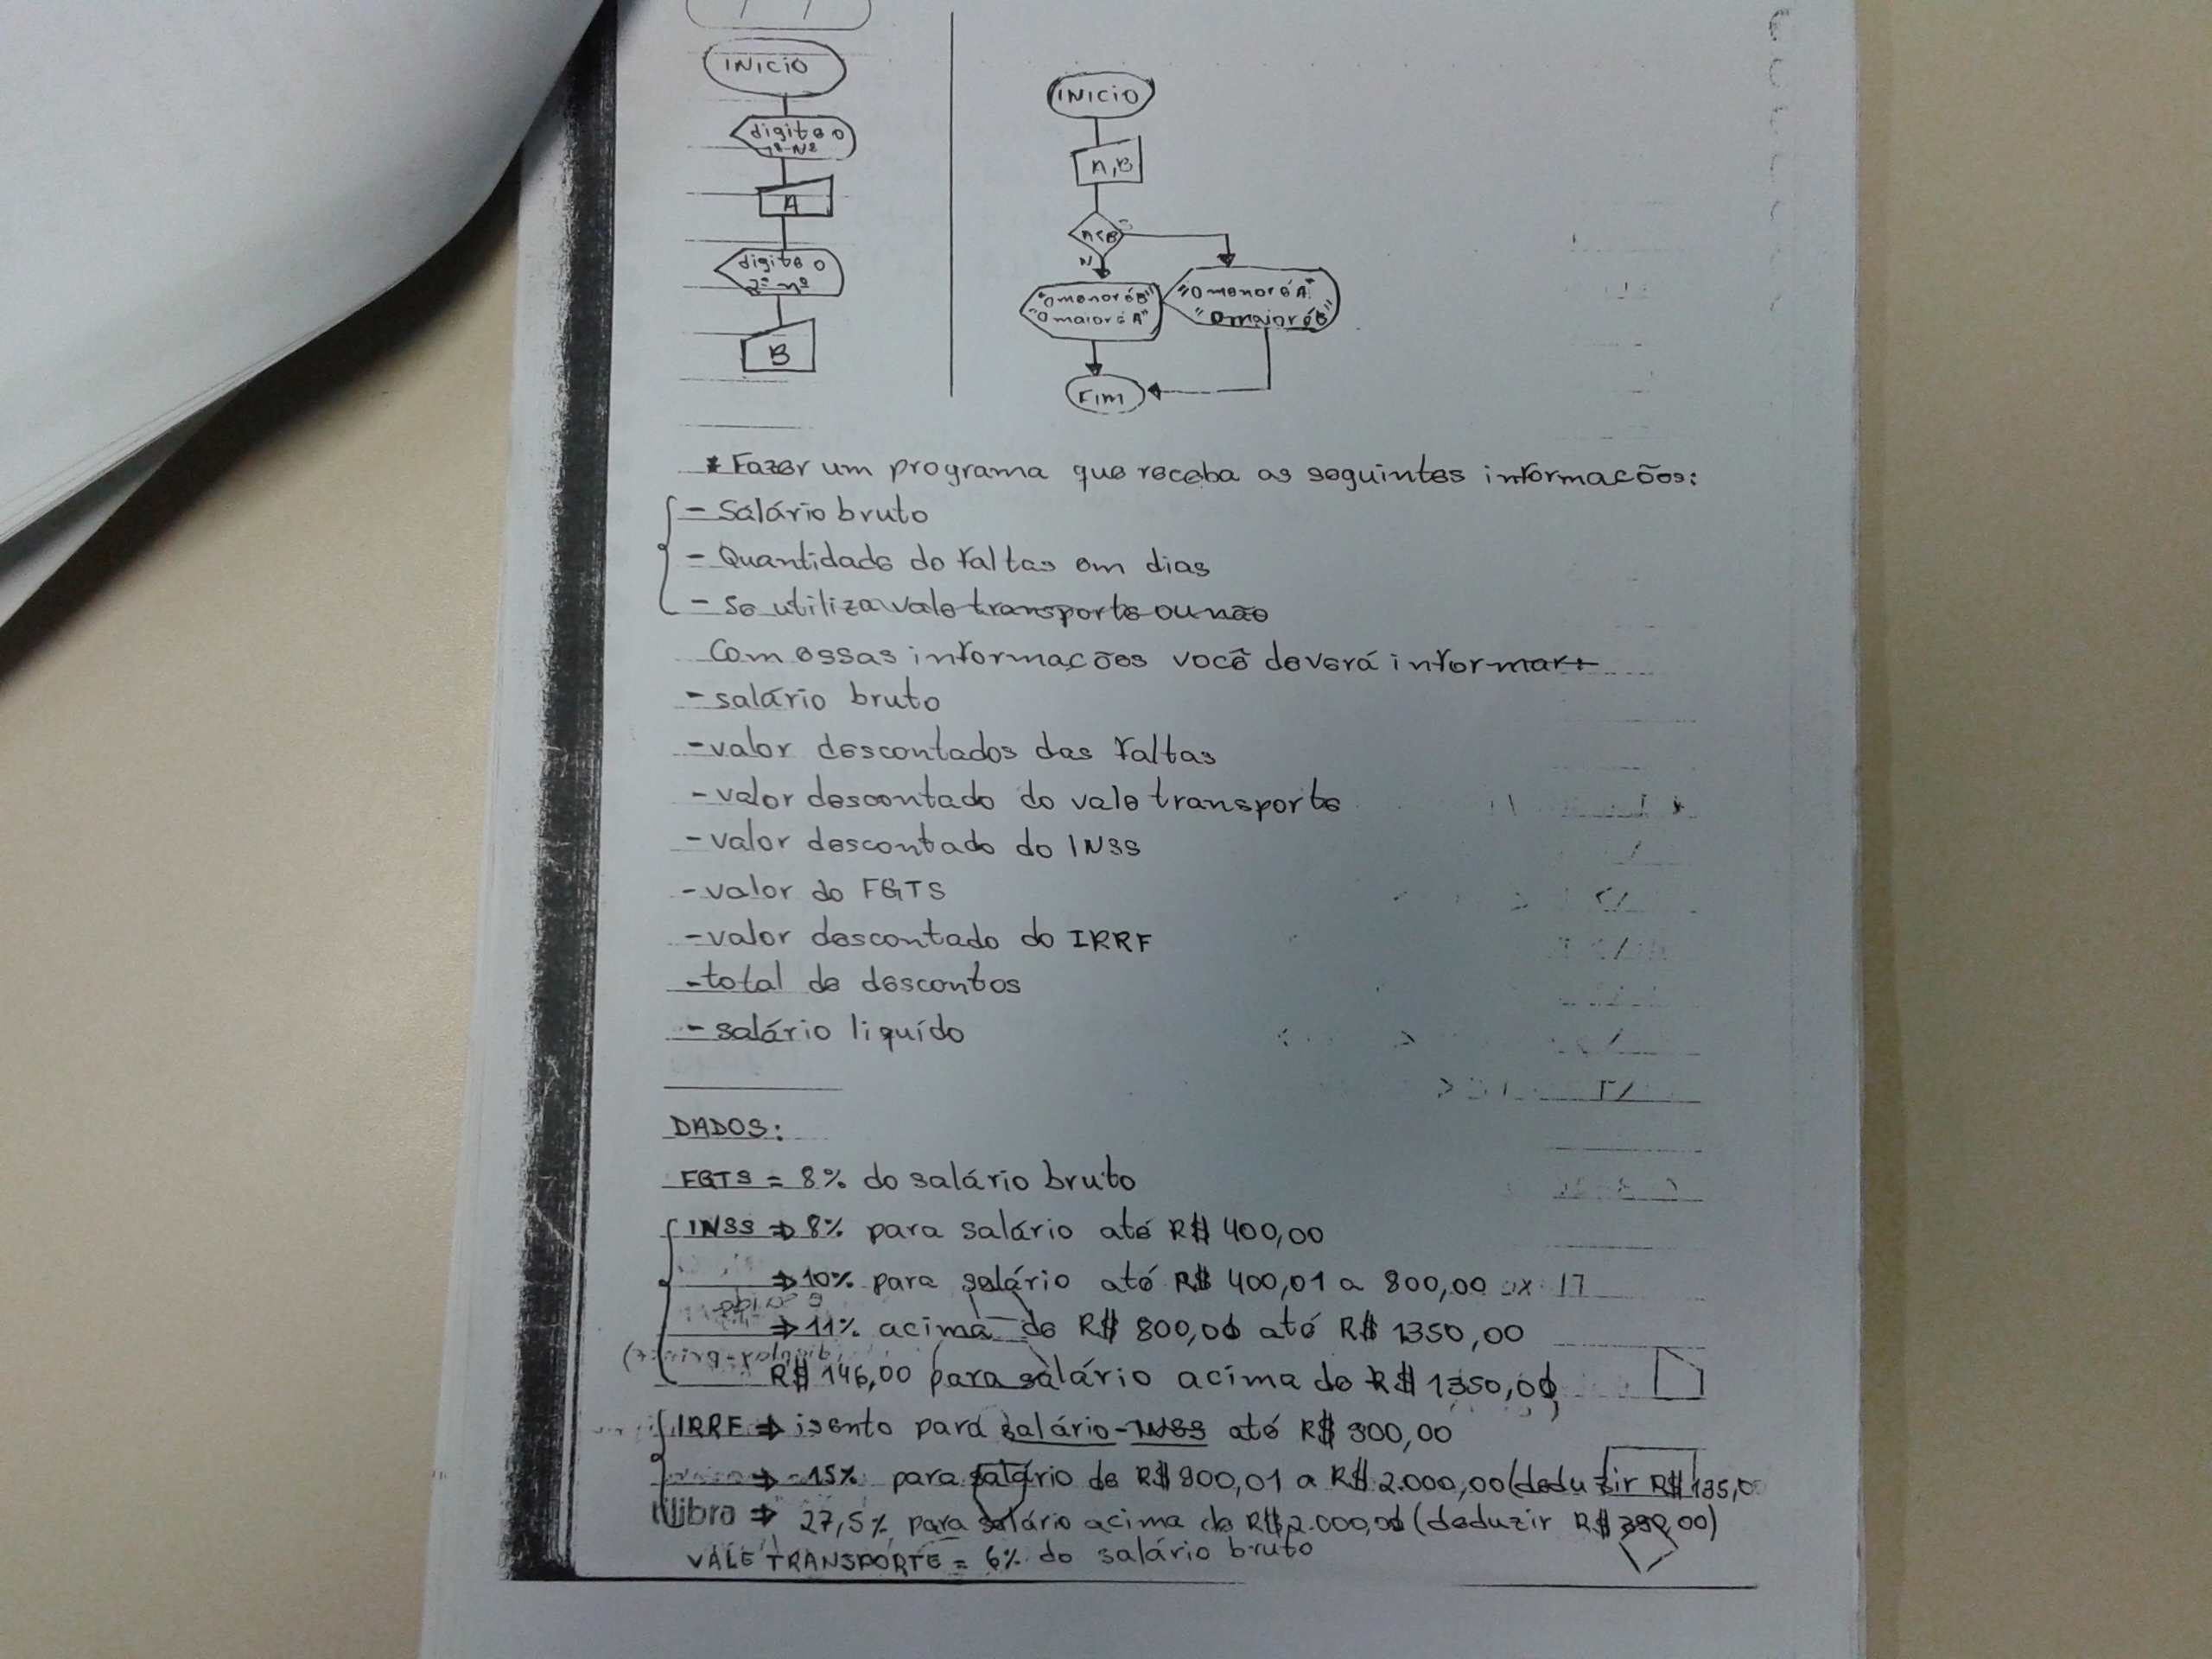 INICIO
digite o
1º Nº
A
digite o
2º nº
B
INICIO
A,B
A<B
S
N
"O menor é B"
"O maior é A"
"O menor é A"
"O maior é B"
Fim
* Fazer um programa que receba as seguintes informações:
- Salário bruto
- Quantidade de faltas em dias
- Se utiliza vale transporte ou não
Com essas informações você deverá informar:
- salário bruto
- valor descontados das faltas
- valor descontado do vale transporte
- valor descontado do INSS
- valor do FGTS
- valor descontado do IRRF
- total de descontos
- salário liquído
DADOS:
FGTS = 8% do salário bruto
INSS ⇒ 8% para salário até R$ 400,00
⇒ 10% para salário até R$ 400,01 a 800,00
⇒ 11% acima de R$ 800,00 até R$ 1350,00
R$ 146,00 para salário acima de R$ 1350,00
IRRF ⇒ isento para salário-INSS até R$ 900,00
⇒ 15% para salário de R$ 900,01 a R$ 2.000,00 (deduzir R$ 135,0
tilibra ⇒ 27,5% para salário acima de R$ 2.000,00 (deduzir R$ 390,00)
VALE TRANSPORTE = 6% do salário bruto